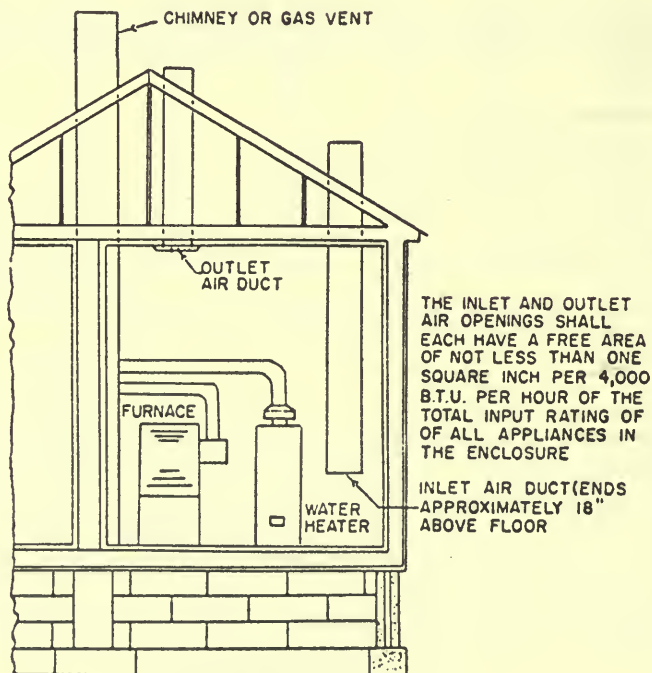 CHIMNEY OR GAS VENT
OUTLET
AIR DUCT
THE INLET AND OUTLET
AIR OPENINGS SHALL
EACH HAVE A FREE AREA
OF NOT LESS THAN ONE
SQUARE INCH PER 4,000
B.T.U. PER HOUR OF THE
TOTAL INPUT RATING OF
OF ALL APPLIANCES IN
THE ENCLOSURE
FURNACE
WATER
HEATER
INLET AIR DUCT(ENDS
APPROXIMATELY 18"
ABOVE FLOOR